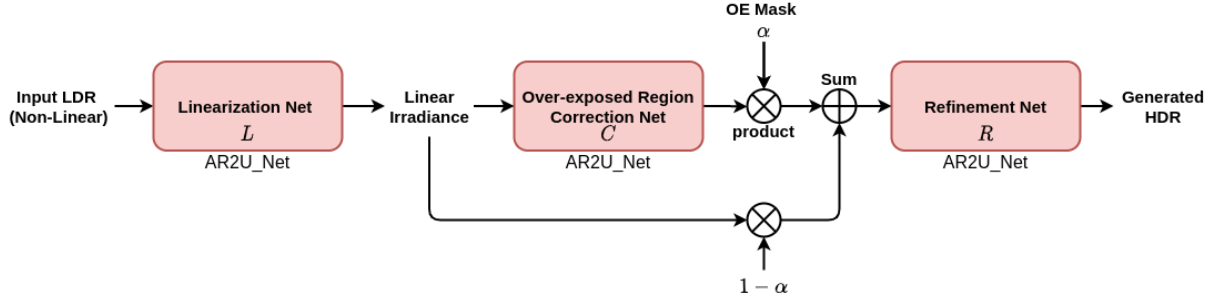 OE Mask
α
Input LDR
(Non-Linear)
Linearization Net
L
AR2U_Net
Linear
Irradiance
Over-exposed Region
Correction Net
C
AR2U_Net
product
Sum
Refinement Net
R
AR2U_Net
Generated
HDR
1 − α